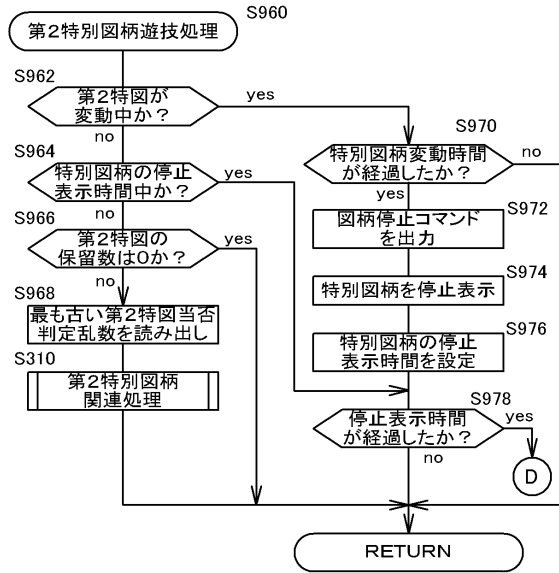 第2特別図柄遊技処理
S960
S962
第2特図が
変動中か?
yes
no
S964
特別図柄の停止
表示時間中か?
yes
no
S966
第2特図の
保留数は0か?
yes
no
S968
最も古い第2特図当否
判定乱数を読み出し
S310
第2特別図柄
関連処理
S970
特別図柄変動時間
が経過したか?
no
yes
S972
図柄停止コマンド
を出力
S974
特別図柄を停止表示
S976
特別図柄の停止
表示時間を設定
S978
停止表示時間
が経過したか?
yes
no
D
RETURN